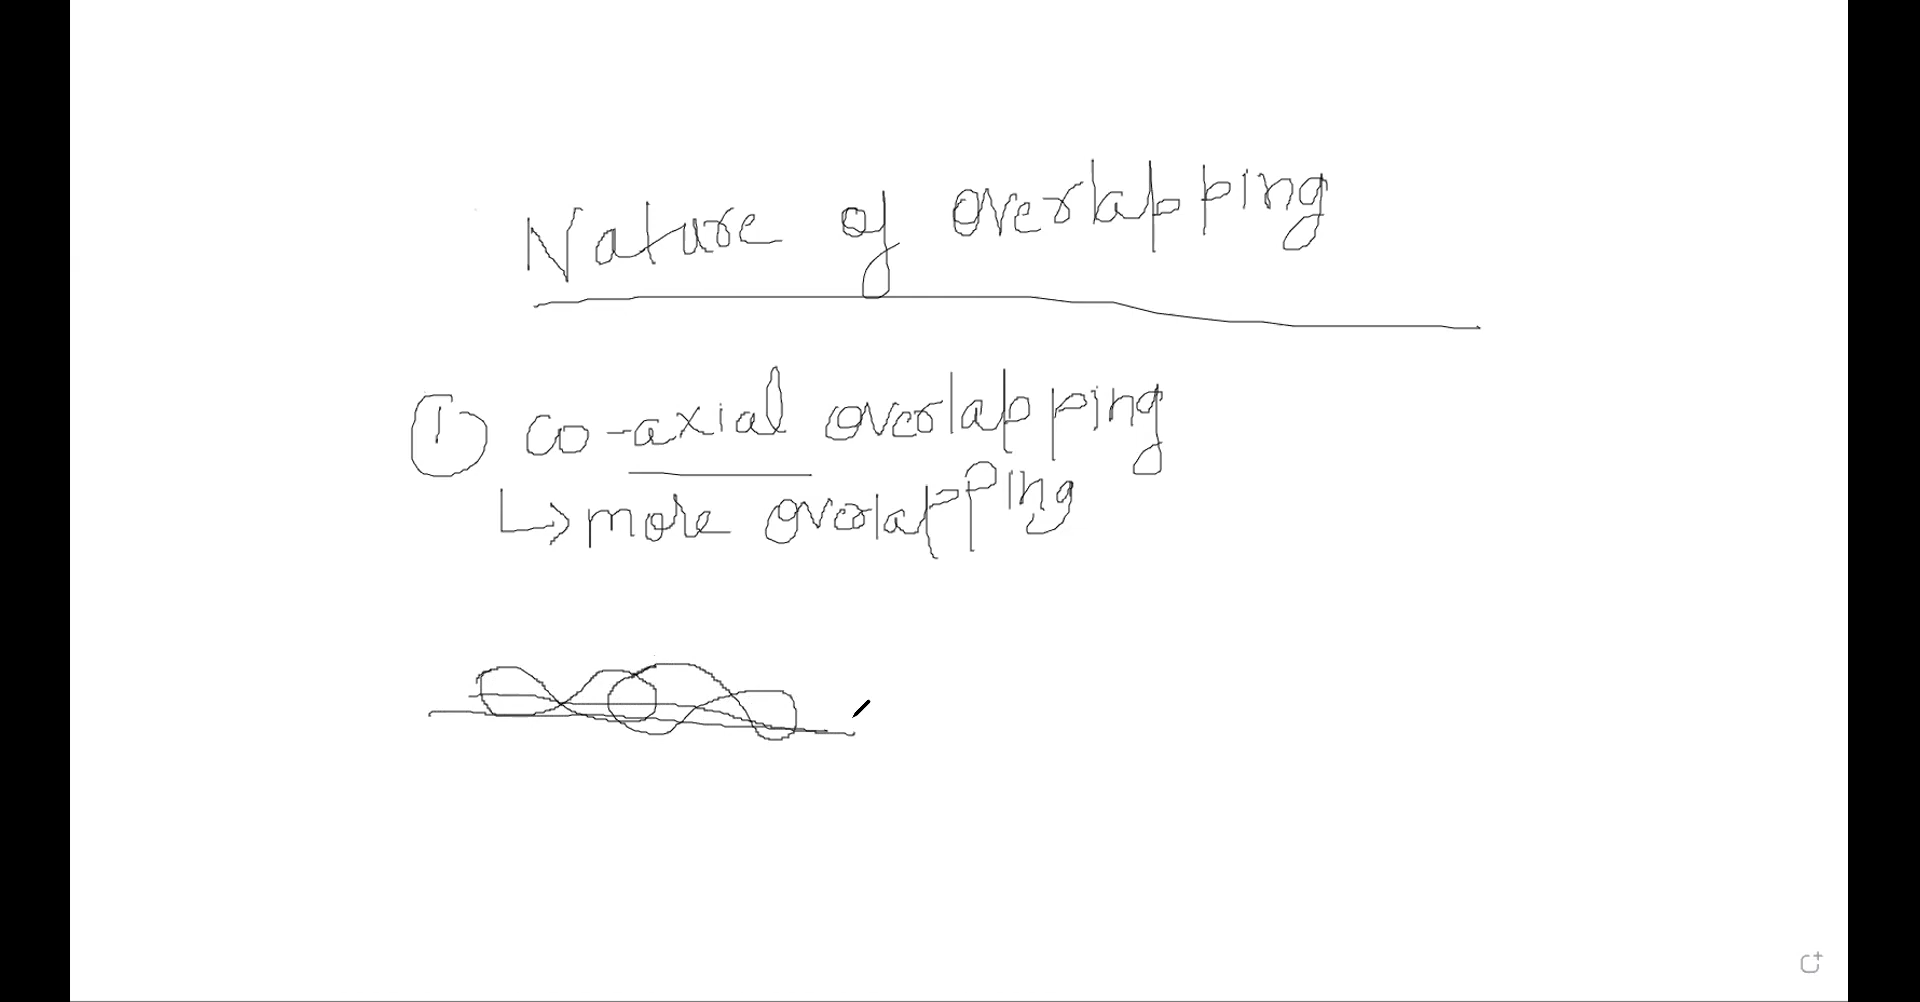 Nature of overlapping
① co-axial overlapping
↳ more overlapping